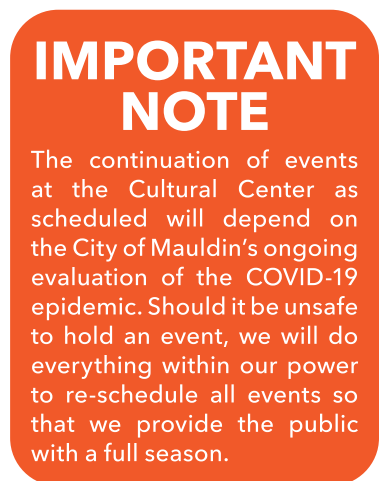 IMPORTANT
NOTE
The continuation of events
at the Cultural Center as
scheduled will depend on
the City of Mauldin’s ongoing
evaluation of the COVID-19
epidemic. Should it be unsafe
to hold an event, we will do
everything within our power
to re-schedule all events so
that we provide the public
with a full season.